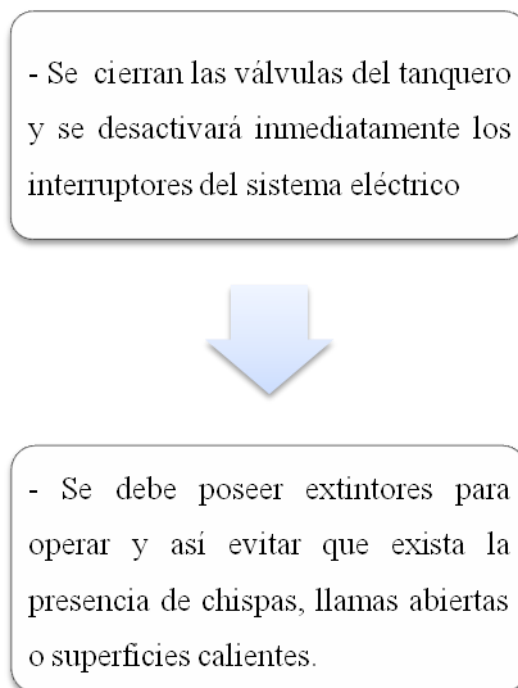 - Se cierran las válvulas del tanquero
y se desactivará inmediatamente los
interruptores del sistema eléctrico
- Se debe poseer extintores para
operar y así evitar que exista la
presencia de chispas, llamas abiertas
o superficies calientes.